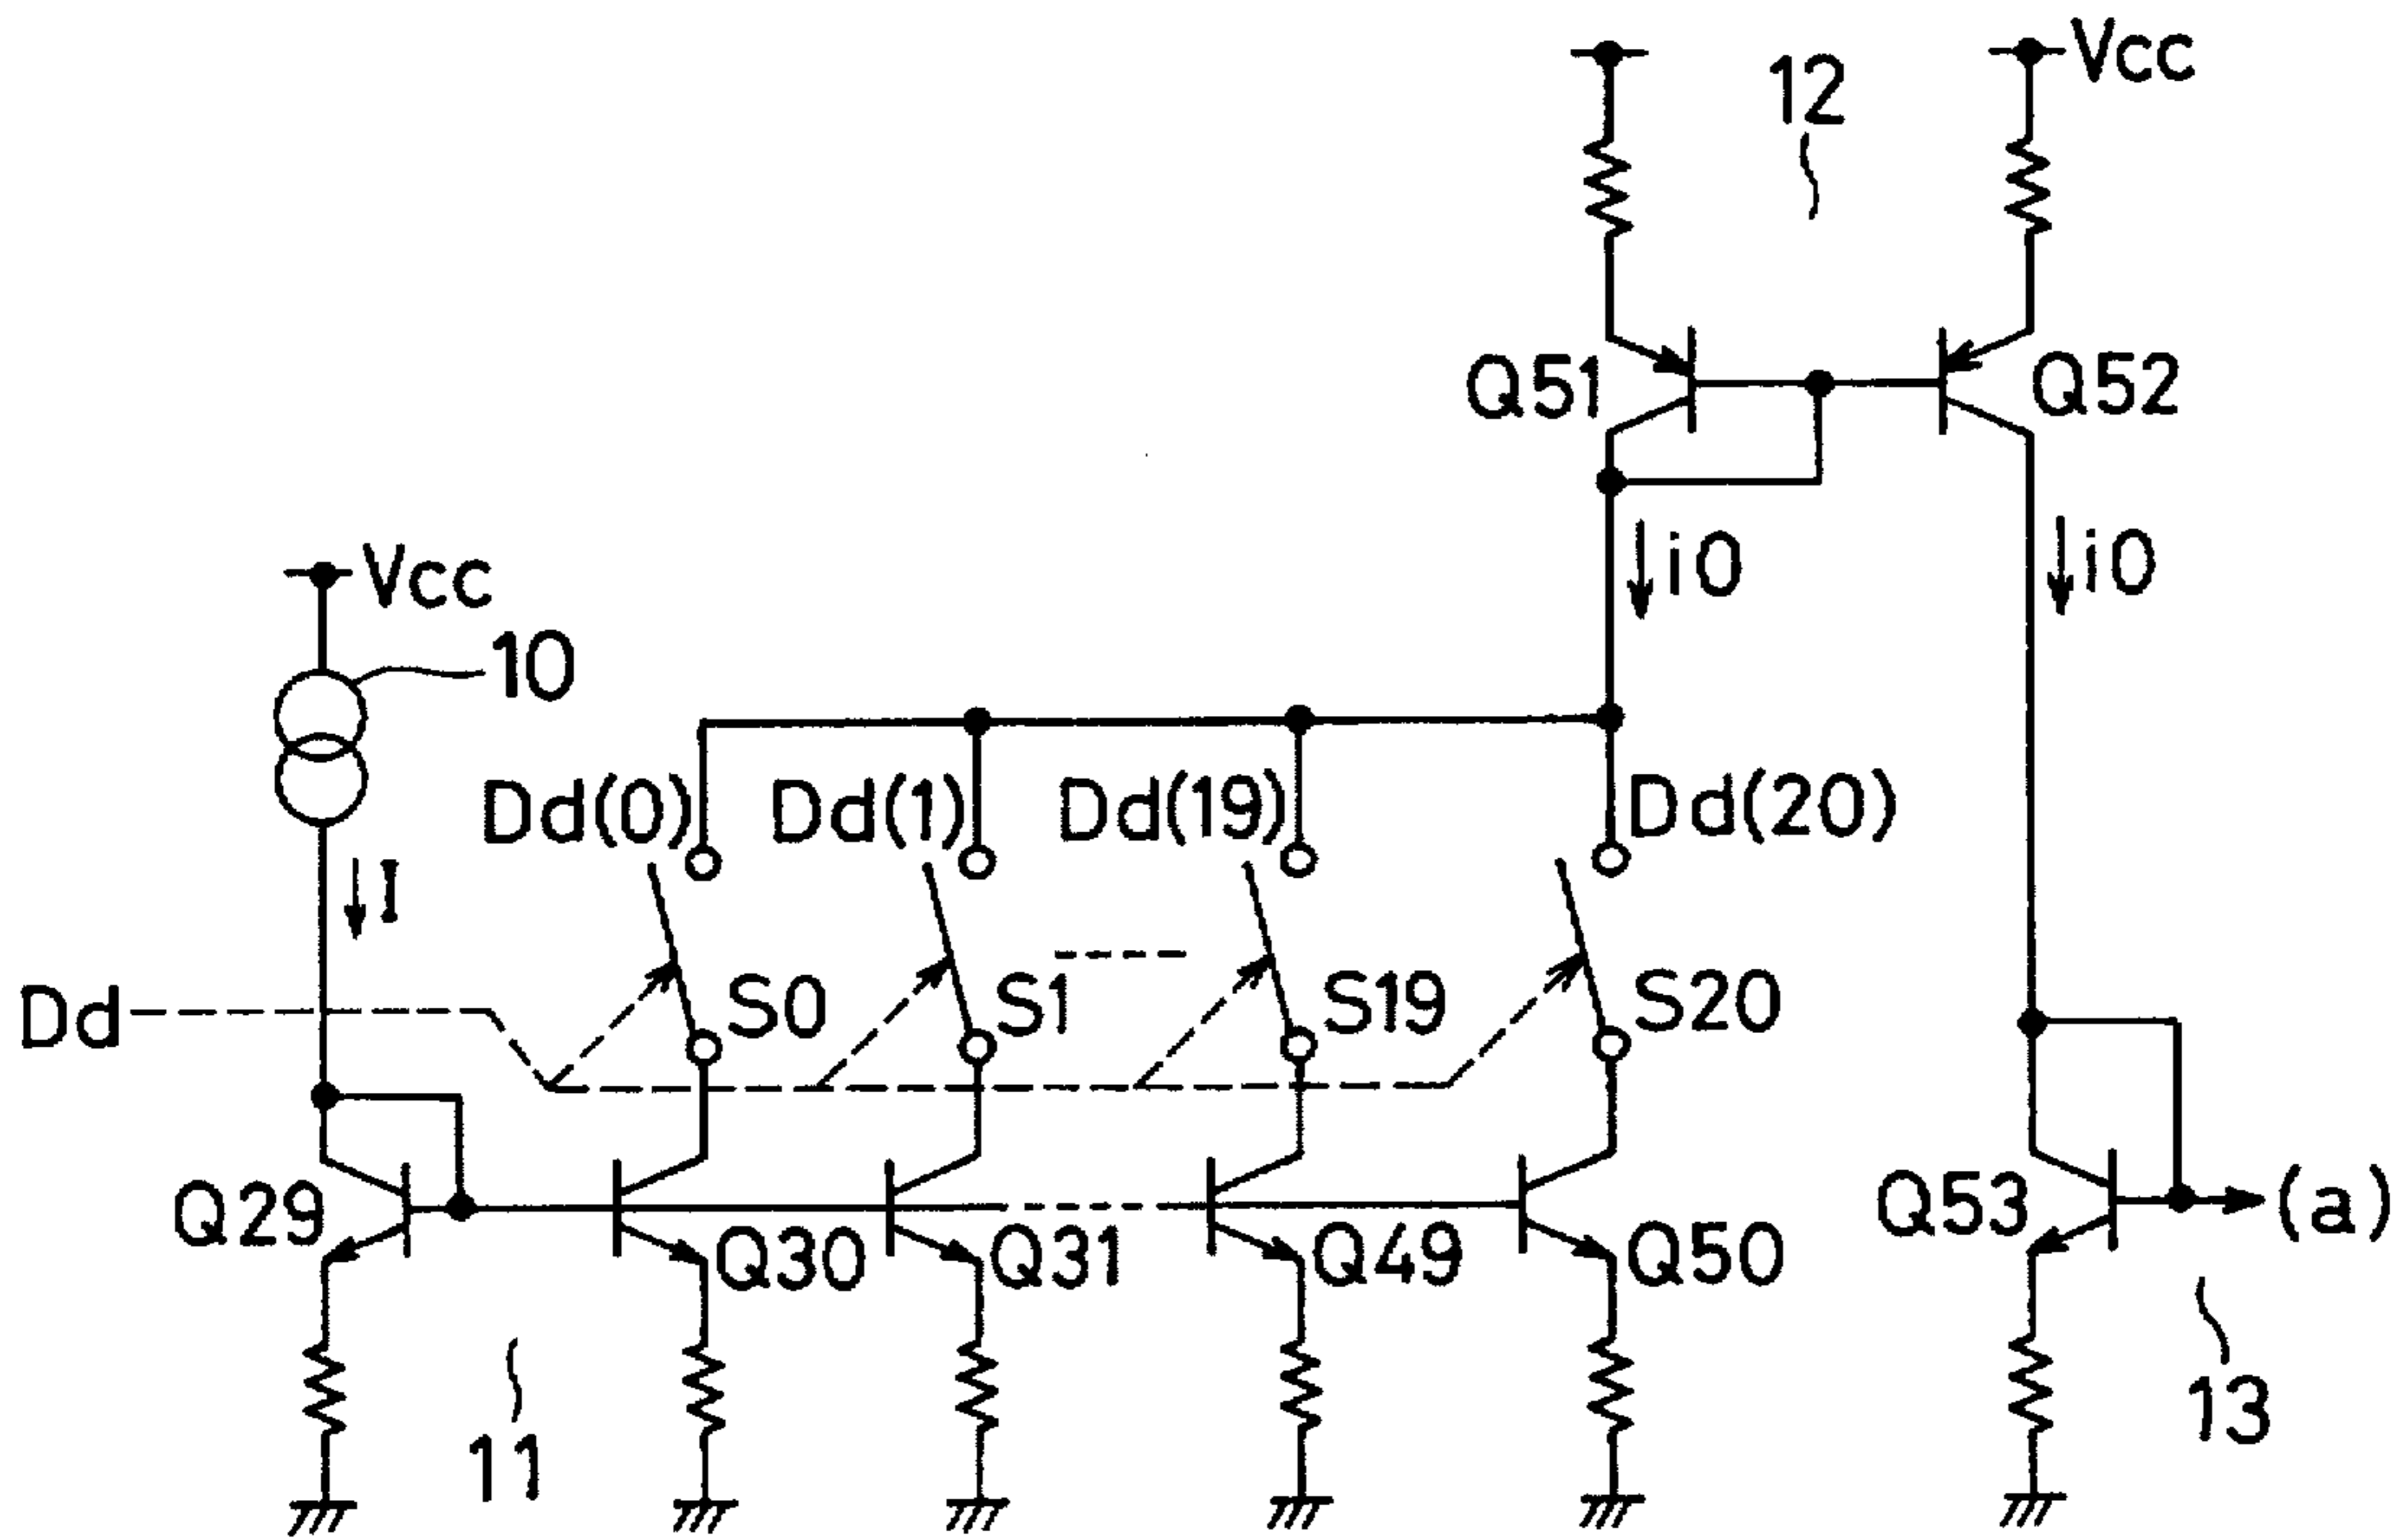 12
Vcc
Q51
Q52
i0
i0
Vcc
10
I
Dd(0)
Dd(1)
Dd(19)
Dd(20)
Dd
S0
S1
S19
S20
Q29
Q30
Q31
Q49
Q50
Q53
(a)
11
13